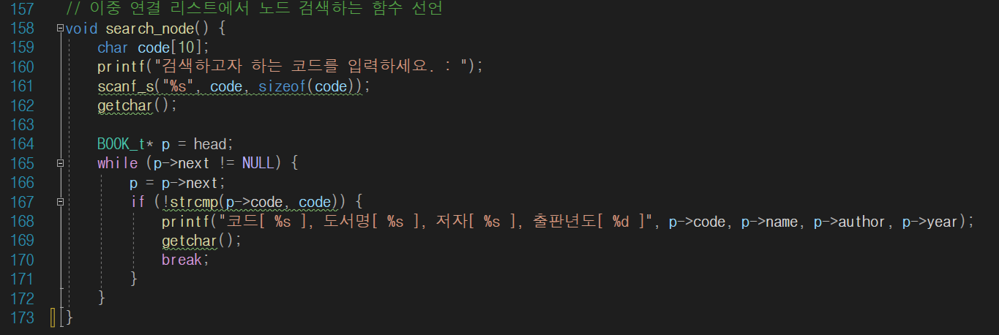 157 // 이중 연결 리스트에서 노드 검색하는 함수 선언
158 void search_node() {
159 char code[10];
160 printf("검색하고자 하는 코드를 입력하세요. : ");
161 scanf_s("%s", code, sizeof(code));
162 getchar();
163
164 BOOK_t* p = head;
165 while (p->next != NULL) {
166 p = p->next;
167 if (!strcmp(p->code, code)) {
168 printf("코드[ %s ], 도서명[ %s ], 저자[ %s ], 출판년도[ %d ]", p->code, p->name, p->author, p->year);
169 getchar();
170 break;
171 }
172 }
173 }